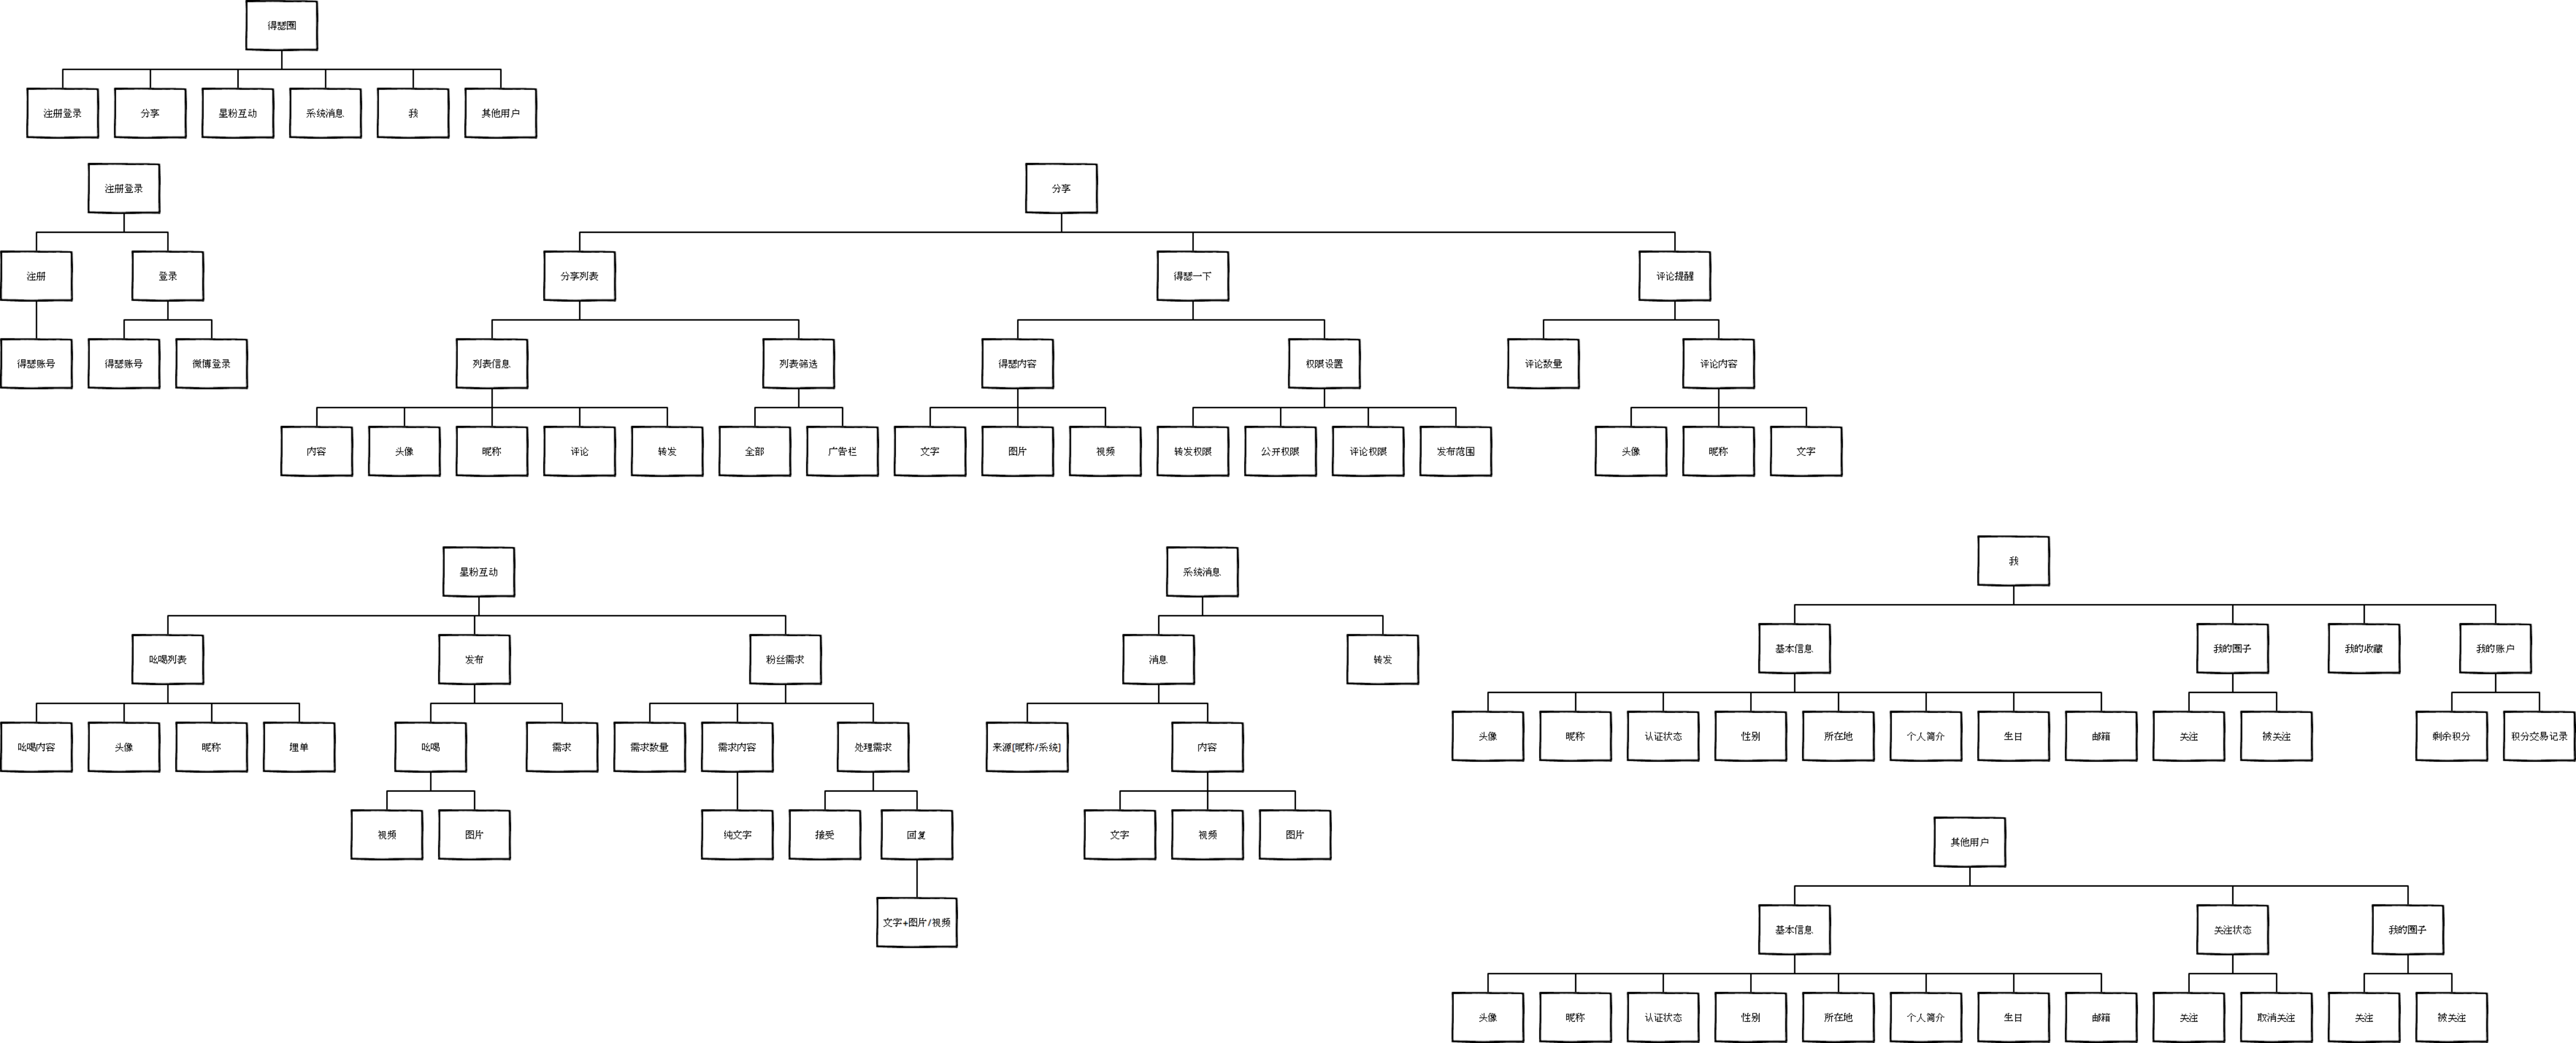 得瑟圈
注册登录
分享
星粉互动
系统消息
我
其他用户
注册登录
注册
登录
得瑟账号
得瑟账号
微博登录
分享
分享列表
得瑟一下
评论提醒
列表信息
列表筛选
得瑟内容
权限设置
评论数量
评论内容
内容
头像
昵称
评论
转发
全部
广告栏
文字
图片
视频
转发权限
公开权限
评论权限
发布范围
头像
昵称
文字
星粉互动
吆喝列表
发布
粉丝需求
吆喝内容
头像
昵称
埋单
吆喝
需求
需求数量
需求内容
处理需求
视频
图片
纯文字
接受
回复
文字+图片/视频
系统消息
消息
转发
来源[昵称/系统]
内容
文字
视频
图片
我
基本信息
我的圈子
我的收藏
我的账户
头像
昵称
认证状态
性别
所在地
个人简介
生日
邮箱
关注
被关注
剩余积分
积分交易记录
其他用户
基本信息
关注状态
我的圈子
头像
昵称
认证状态
性别
所在地
个人简介
生日
邮箱
关注
取消关注
关注
被关注